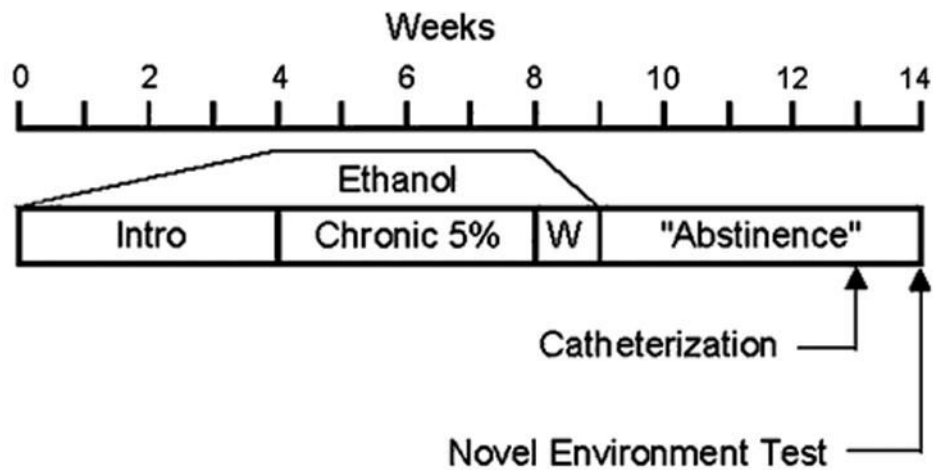 Weeks
0 2 4 6 8 10 12 14
Ethanol
Intro Chronic 5% W "Abstinence"
Catheterization
Novel Environment Test